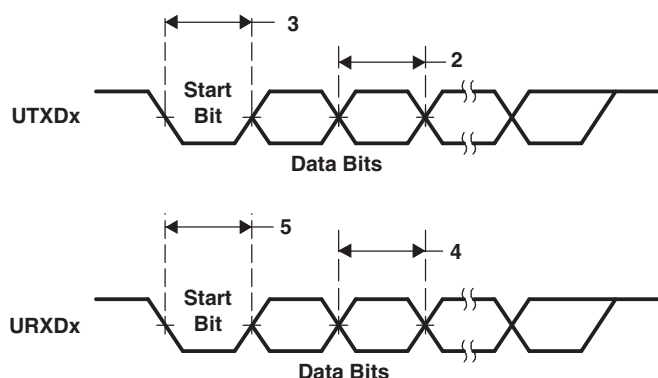 3
2
UTXDx
Start
Bit
Data Bits
5
4
URXDx
Start
Bit
Data Bits